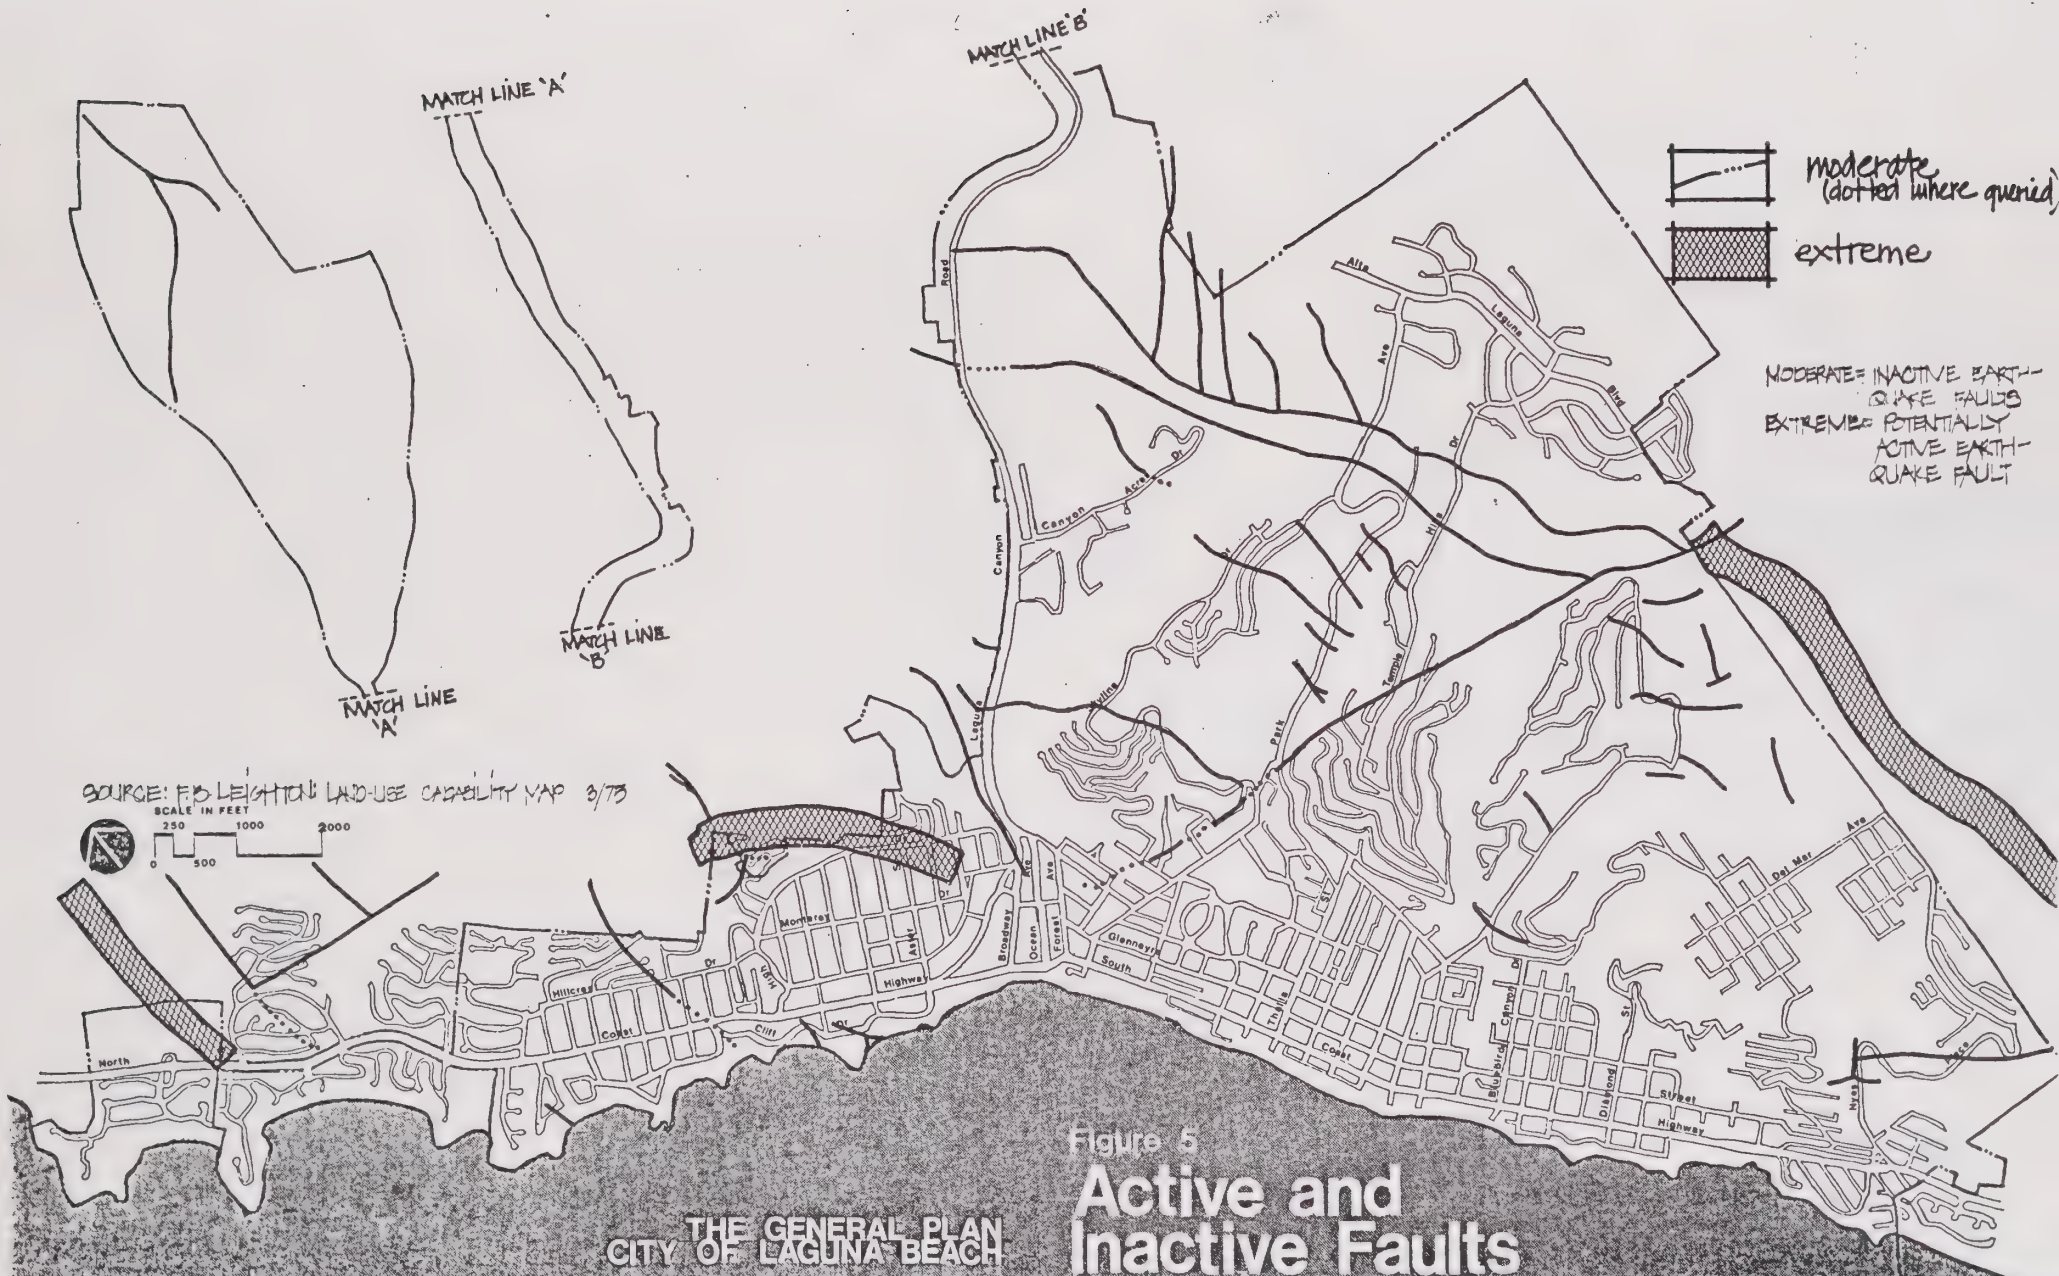 MATCH LINE 'B'
MATCH LINE 'A'
moderate
(dotted where queried)
extreme
MODERATE = INACTIVE EARTH-
QUAKE FAULTS
EXTREME = POTENTIALLY
ACTIVE EARTH-
QUAKE FAULT
MATCH LINE
'B'
MATCH LINE
'A'
SOURCE: F.B. LEIGHTON: LAND-USE CAPABILITY MAP 3/73
SCALE IN FEET
250 1000 2000
0 500
Road
Alta
Laguna
Blvd
Ave
Dr
Hills
Temple
Park
Canyon
Acres
Dr
Canyon
Laguna
Dr
Del Mar
Ave
Monterey
Aster
Dr
Broadway
Ocean
Forest
Ave
Glenneyre
South
Highway
High
Dr
Hillcrest
Coast
Cliff
Dr
North
St
Thalia
Coast
Canyon
Dr
Bluebird
Diamond
St
Street
Highway
Nyes
Place
Figure 5
Active and
Inactive Faults
THE GENERAL PLAN
CITY OF LAGUNA BEACH